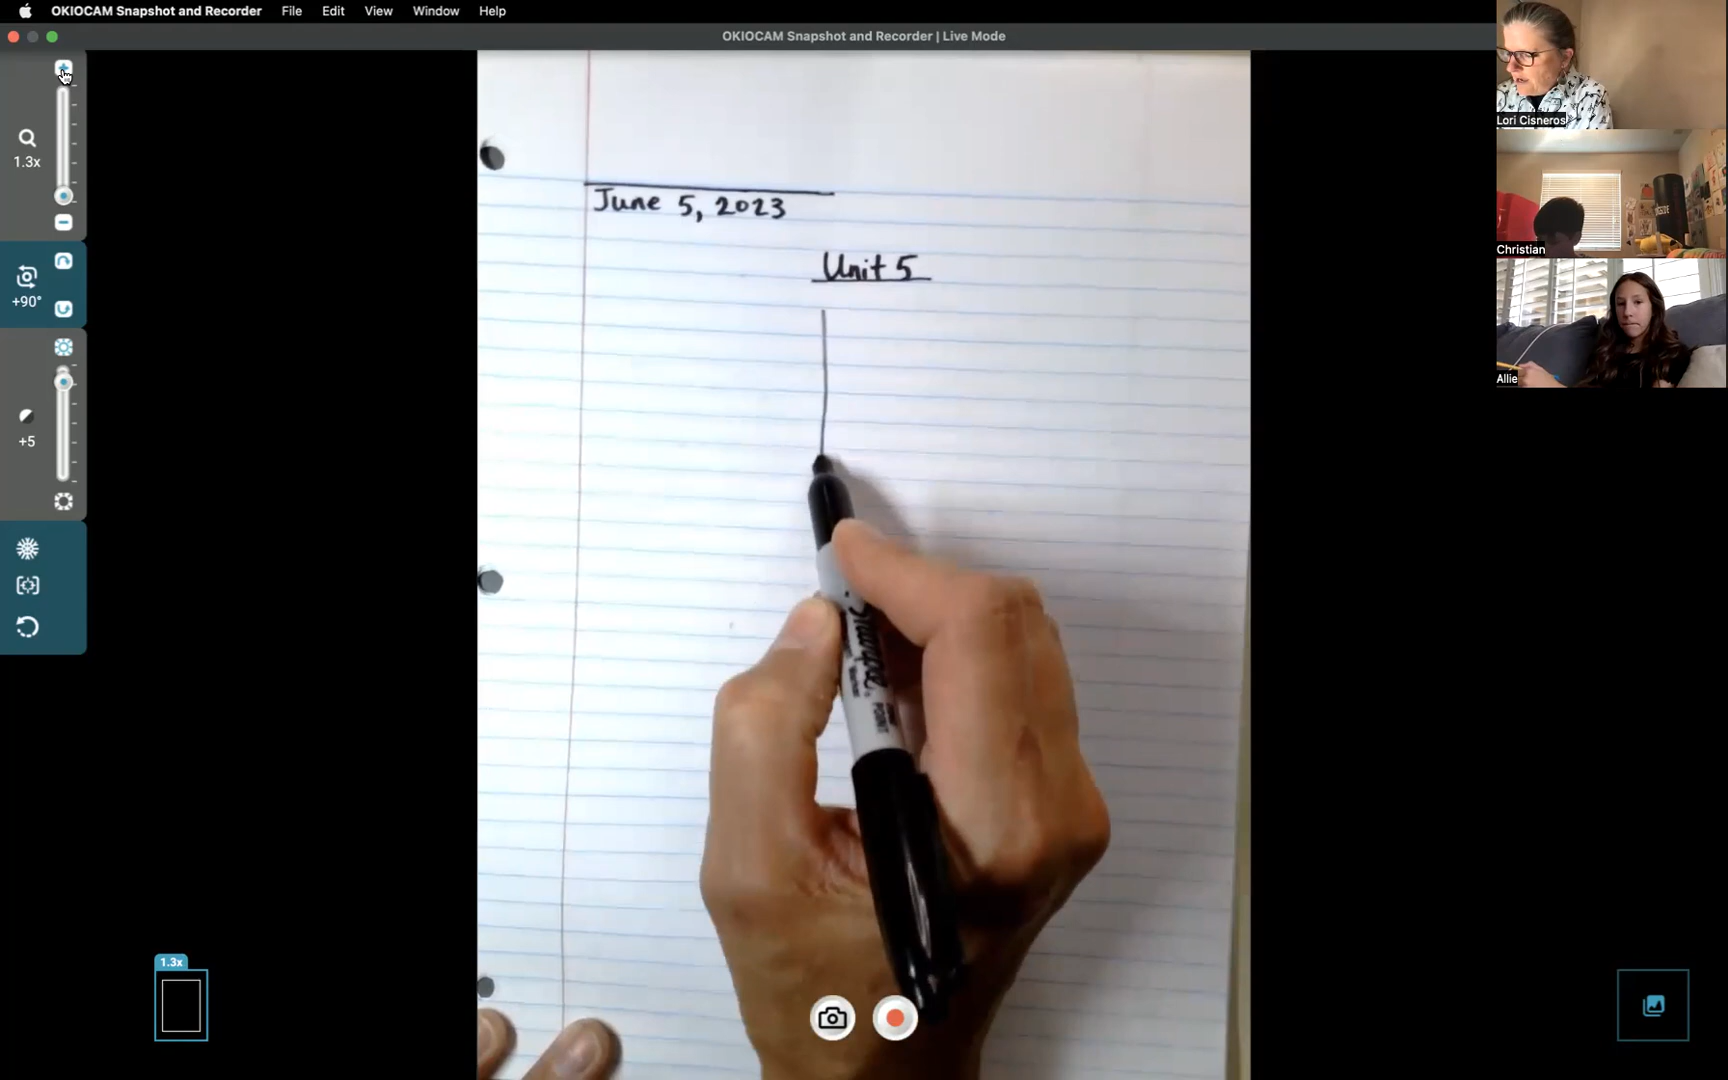 OKIOCAM Snapshot and Recorder File Edit View Window Help
OKIOCAM Snapshot and Recorder | Live Mode
Lori Cisneros
1.3x
June 5, 2023
Christian
Unit 5
+90°
Allie
+5
Sharpie
POINT
1.3x